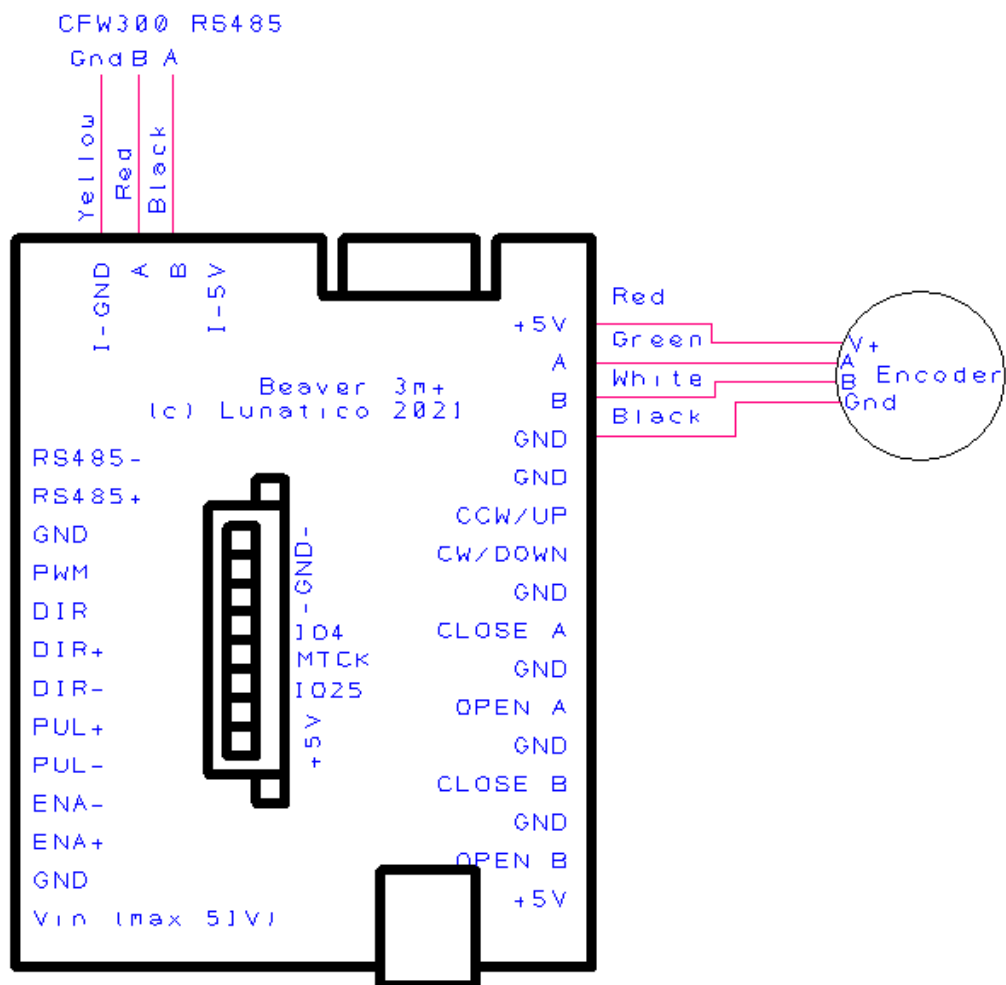 CFW300 RS485
Gnd B A
Yellow
Red
Black
I-GND
A
B
I-5V
Beaver 3m+
(c) Lunatico 2021
RS485-
RS485+
GND
PWM
DIR
DIR+
DIR-
PUL+
PUL-
ENA-
ENA+
GND
Vin (max 51V)
-GND-
IO4
MTCK
IO25
+5V
+5V
A
B
GND
GND
CCW/UP
CW/DOWN
GND
CLOSE A
GND
OPEN A
GND
CLOSE B
GND
OPEN B
+5V
Red
Green
White
Black
V+
A
B
Gnd
Encoder